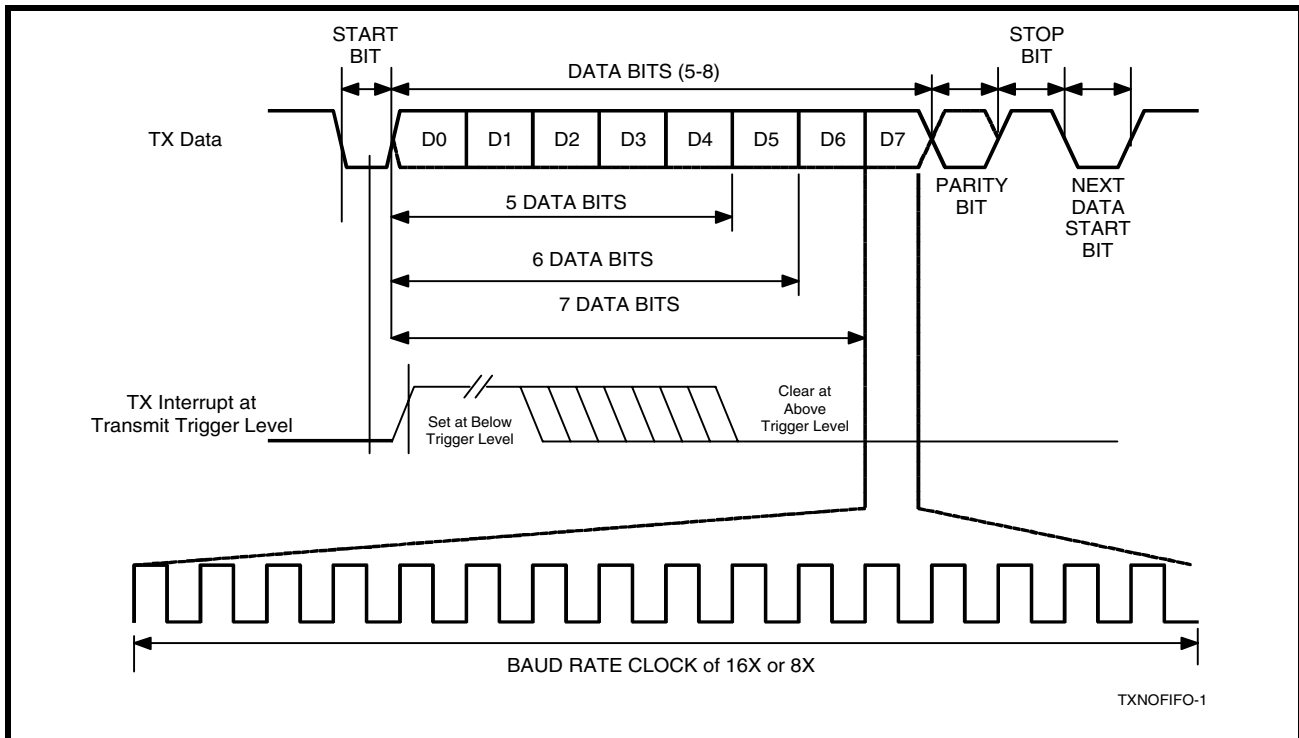 START
BIT
DATA BITS (5-8)
STOP
BIT
TX Data
D0 D1 D2 D3 D4 D5 D6 D7
PARITY
BIT
NEXT
DATA
START
BIT
5 DATA BITS
6 DATA BITS
7 DATA BITS
TX Interrupt at
Transmit Trigger Level
Set at Below
Trigger Level
Clear at
Above
Trigger Level
BAUD RATE CLOCK of 16X or 8X
TXNOFIFO-1